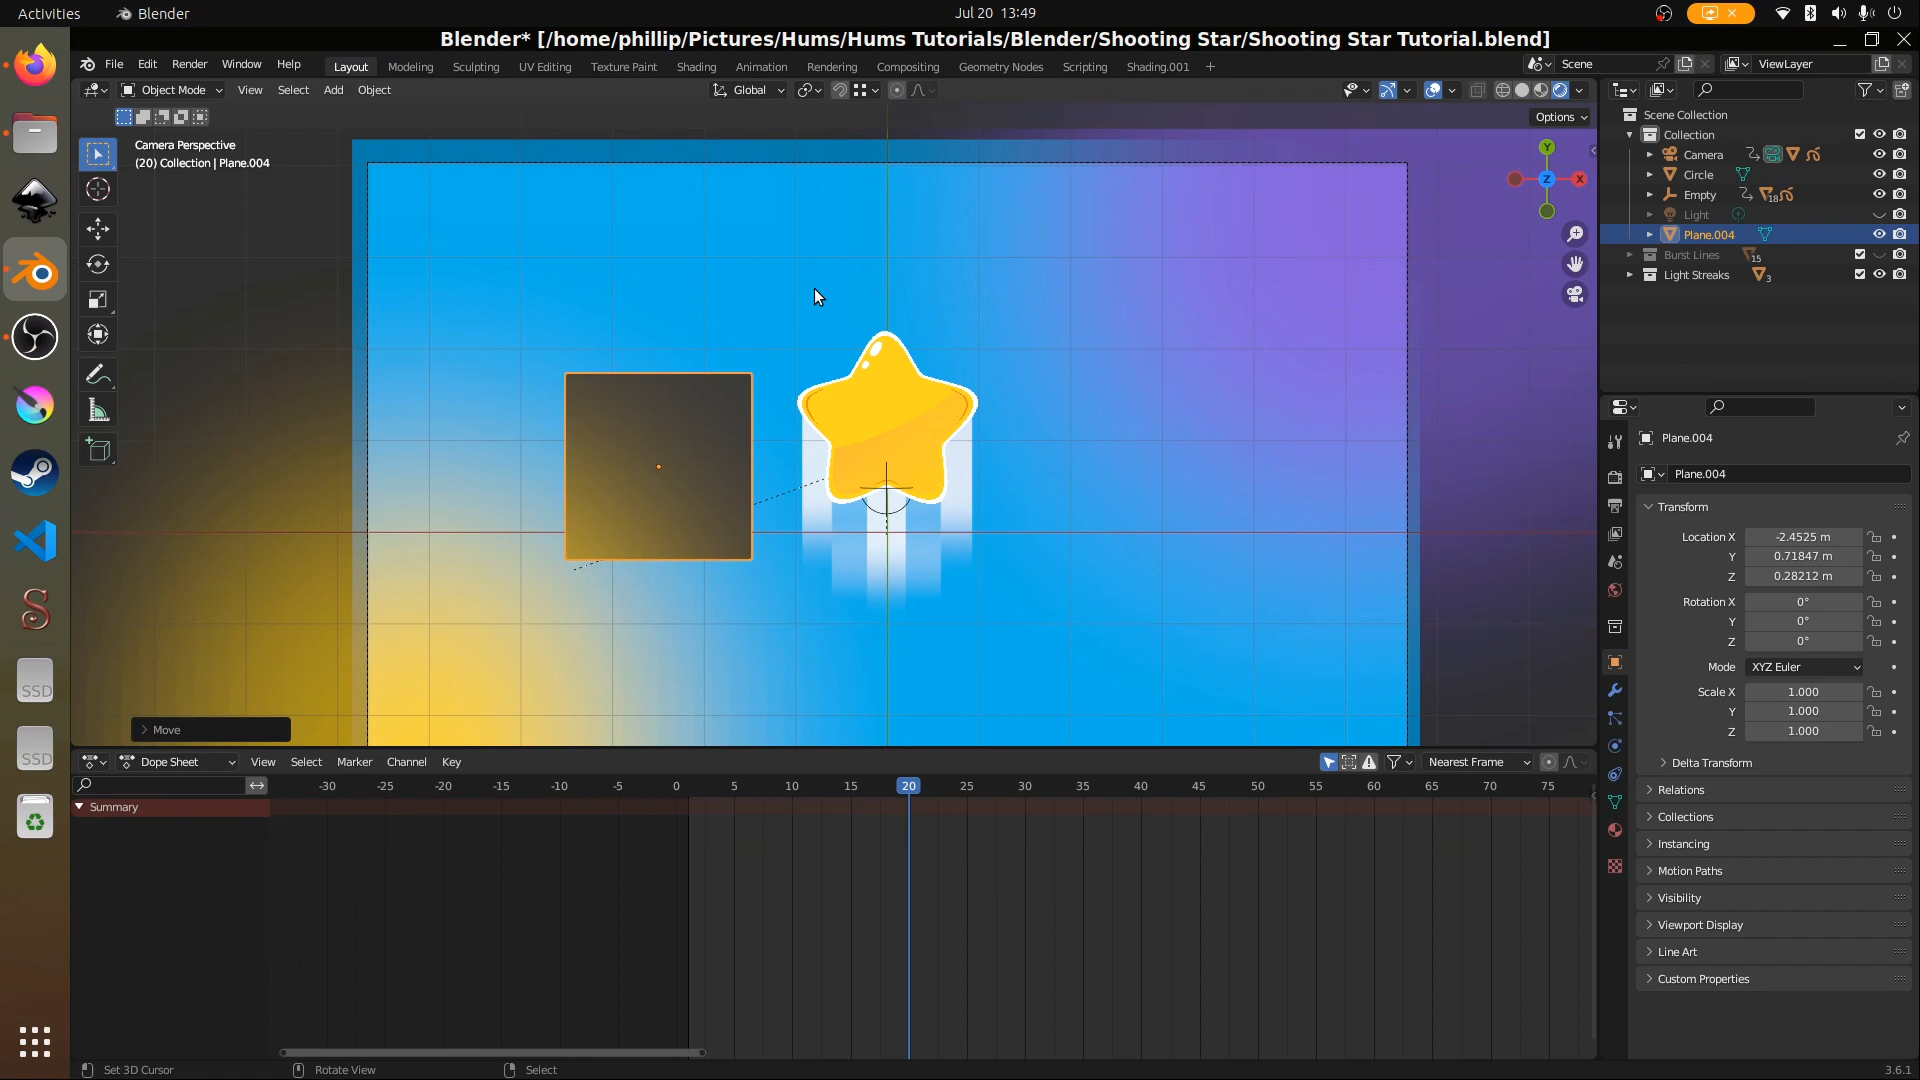 Activities Blender Jul 20 13:49
Blender* [/home/phillip/Pictures/Hums/Hums Tutorials/Blender/Shooting Star/Shooting Star Tutorial.blend]
File Edit Render Window Help Layout Modeling Sculpting UV Editing Texture Paint Shading Animation Rendering Compositing Geometry Nodes Scripting Shading.001 + Scene ViewLayer
Object Mode View Select Add Object Global
Options
Camera Perspective
(20) Collection | Plane.004
Y
X
Z
Move
Scene Collection
Collection
Camera
Circle
Empty 18
Light
Plane.004
Burst Lines 15
Light Streaks 3
Plane.004
Plane.004
Transform
Location X -2.4525 m
Y 0.71847 m
Z 0.28212 m
Rotation X 0°
Y 0°
Z 0°
Mode XYZ Euler
Scale X 1.000
Y 1.000
Z 1.000
Delta Transform
Relations
Collections
Instancing
Motion Paths
Visibility
Viewport Display
Line Art
Custom Properties
Dope Sheet View Select Marker Channel Key Nearest Frame
-30 -25 -20 -15 -10 -5 0 5 10 15 20 25 30 35 40 45 50 55 60 65 70 75
Summary
SSD
SSD
Set 3D Cursor Rotate View Select 3.6.1